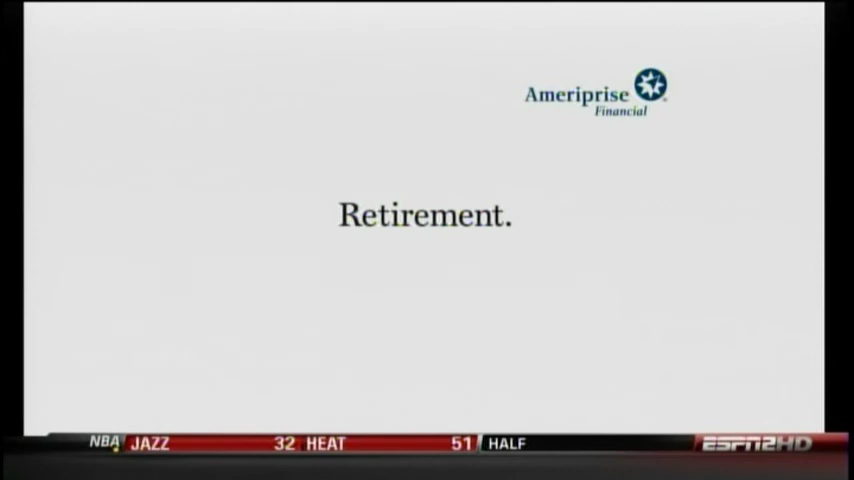 Ameriprise
Financial
Retirement.
NBA JAZZ 32 HEAT 51 HALF ESPN2HD